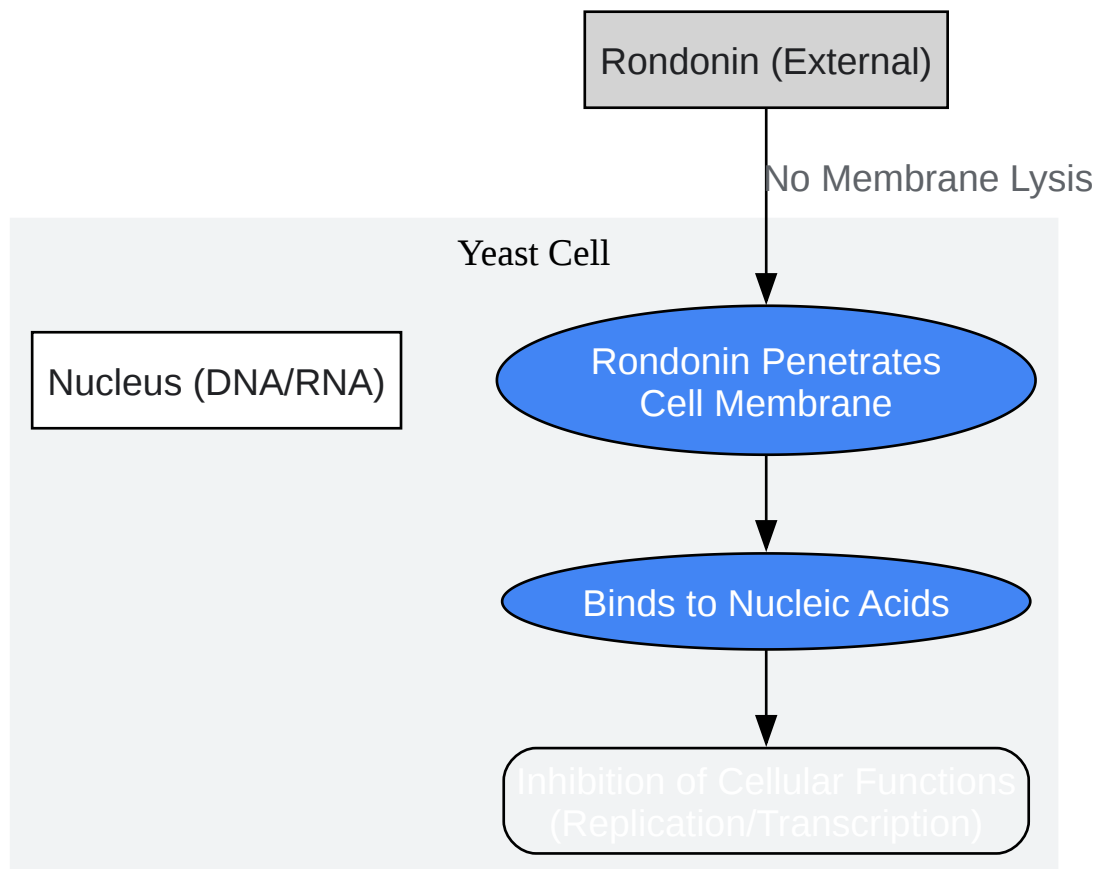 Rondonin (External)
No Membrane Lysis
Yeast Cell
Nucleus (DNA/RNA)
Rondonin Penetrates
Cell Membrane
Binds to Nucleic Acids
Inhibition of Cellular Functions
(Replication/Transcription)